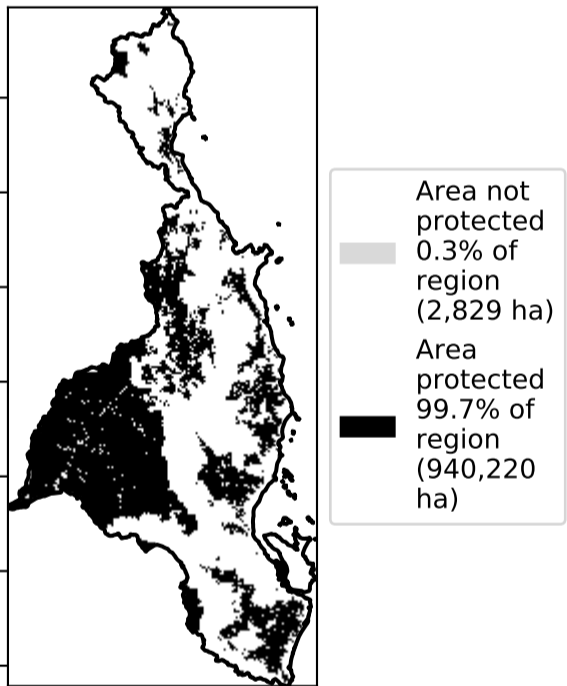 Area not
protected
0.3% of
region
(2,829 ha)
Area
protected
99.7% of
region
(940,220
ha)